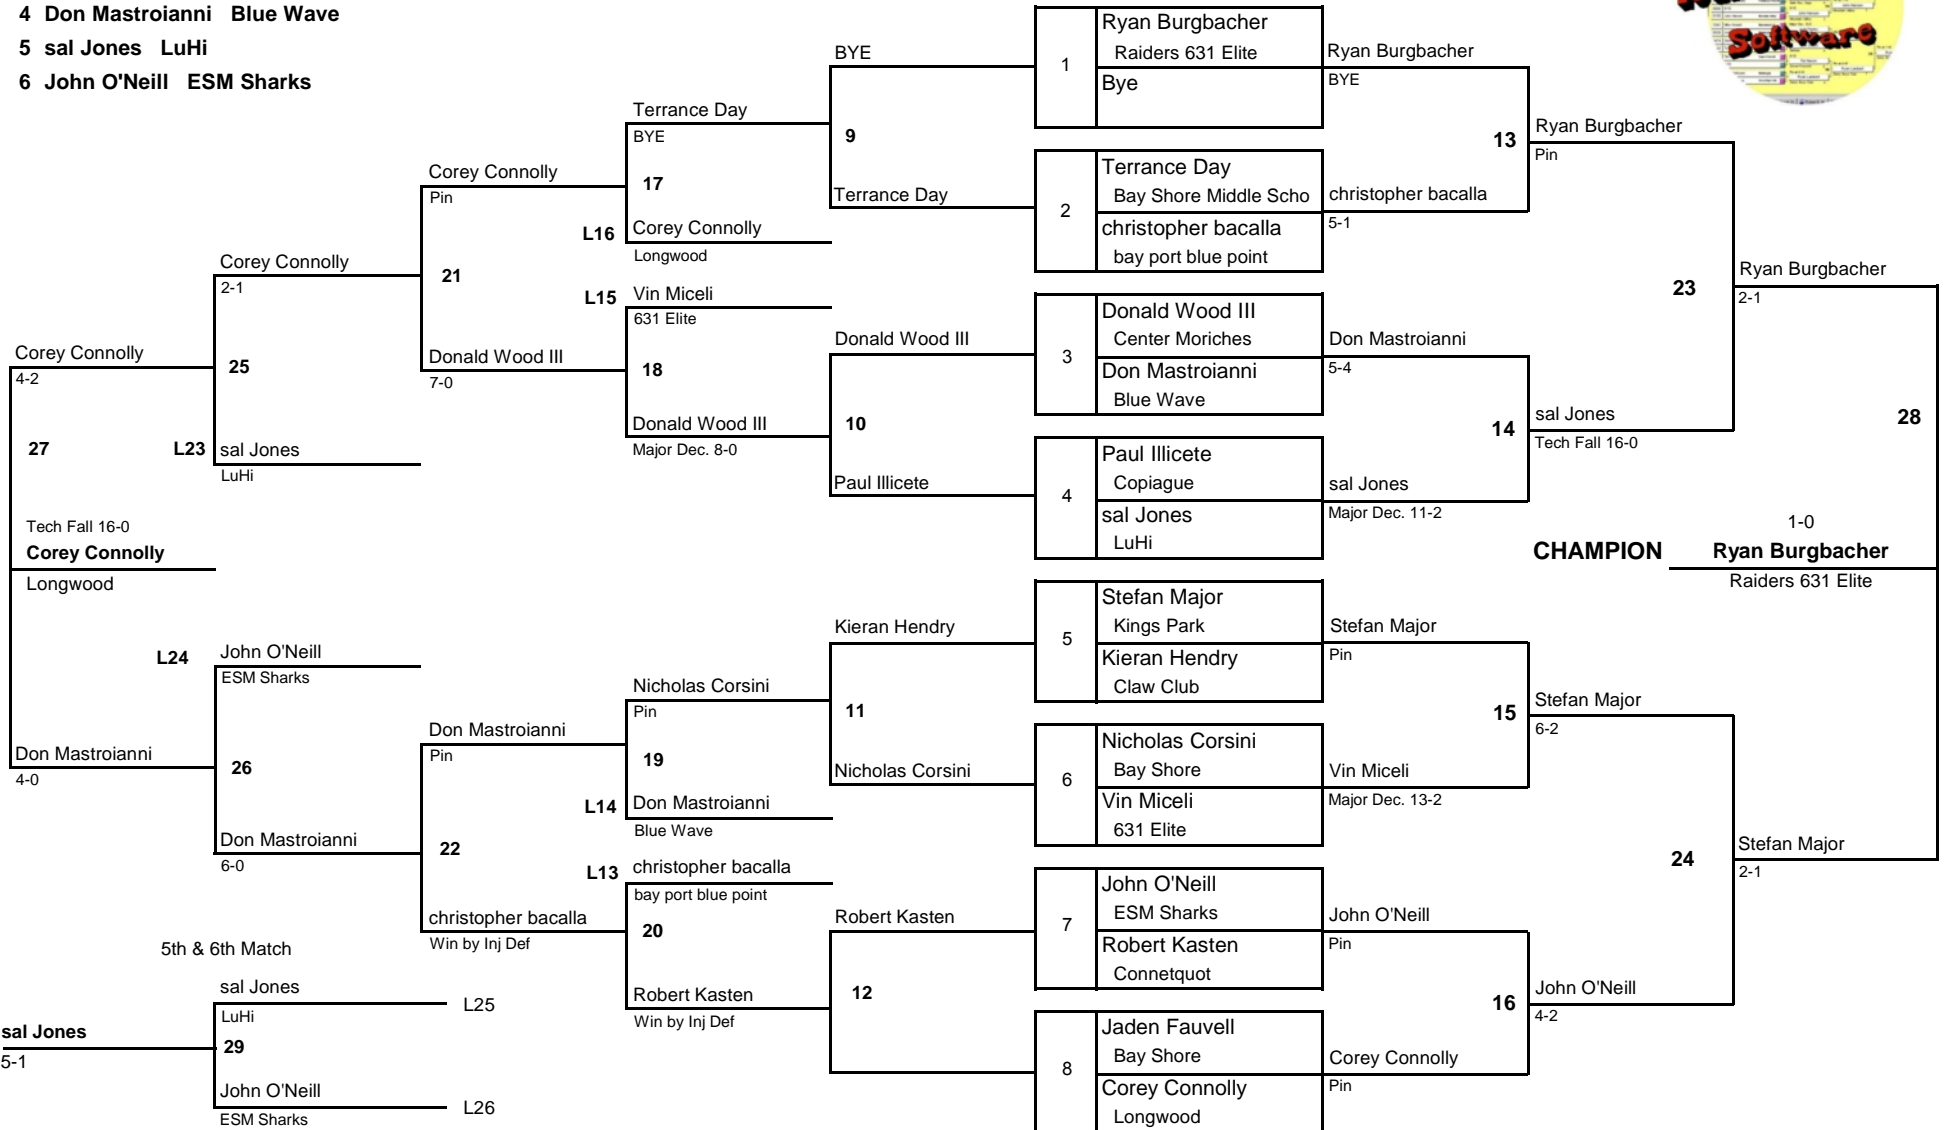 4 Don Mastroianni Blue Wave
5 sal Jones LuHi
6 John O'Neill ESM Sharks
Software
Corey Connolly
4-2
27
Tech Fall 16-0
Corey Connolly
Longwood
Don Mastroianni
4-0
5th & 6th Match
sal Jones
5-1
Corey Connolly
2-1
25
L23
sal Jones
LuHi
L24
John O'Neill
ESM Sharks
26
Don Mastroianni
6-0
sal Jones
LuHi
L25
29
John O'Neill
ESM Sharks
L26
Corey Connolly
Pin
21
Donald Wood III
7-0
Don Mastroianni
Pin
22
christopher bacalla
Win by Inj Def
Terrance Day
BYE
17
L16
Corey Connolly
Longwood
L15
Vin Miceli
631 Elite
18
Donald Wood III
Major Dec. 8-0
Nicholas Corsini
Pin
19
L14
Don Mastroianni
Blue Wave
L13
christopher bacalla
bay port blue point
20
Robert Kasten
Win by Inj Def
BYE
9
Terrance Day
Donald Wood III
10
Paul Illicete
Kieran Hendry
11
Nicholas Corsini
Robert Kasten
12
1
Ryan Burgbacher
Raiders 631 Elite
Bye
2
Terrance Day
Bay Shore Middle Scho
christopher bacalla
bay port blue point
3
Donald Wood III
Center Moriches
Don Mastroianni
Blue Wave
4
Paul Illicete
Copiague
sal Jones
LuHi
5
Stefan Major
Kings Park
Kieran Hendry
Claw Club
6
Nicholas Corsini
Bay Shore
Vin Miceli
631 Elite
7
John O'Neill
ESM Sharks
Robert Kasten
Connetquot
8
Jaden Fauvell
Bay Shore
Corey Connolly
Longwood
Ryan Burgbacher
BYE
13
christopher bacalla
5-1
Don Mastroianni
5-4
14
sal Jones
Major Dec. 11-2
Stefan Major
Pin
15
Vin Miceli
Major Dec. 13-2
John O'Neill
Pin
16
Corey Connolly
Pin
Ryan Burgbacher
Pin
23
sal Jones
Tech Fall 16-0
Stefan Major
6-2
24
John O'Neill
4-2
Ryan Burgbacher
2-1
28
1-0
CHAMPION Ryan Burgbacher
Raiders 631 Elite
Stefan Major
2-1